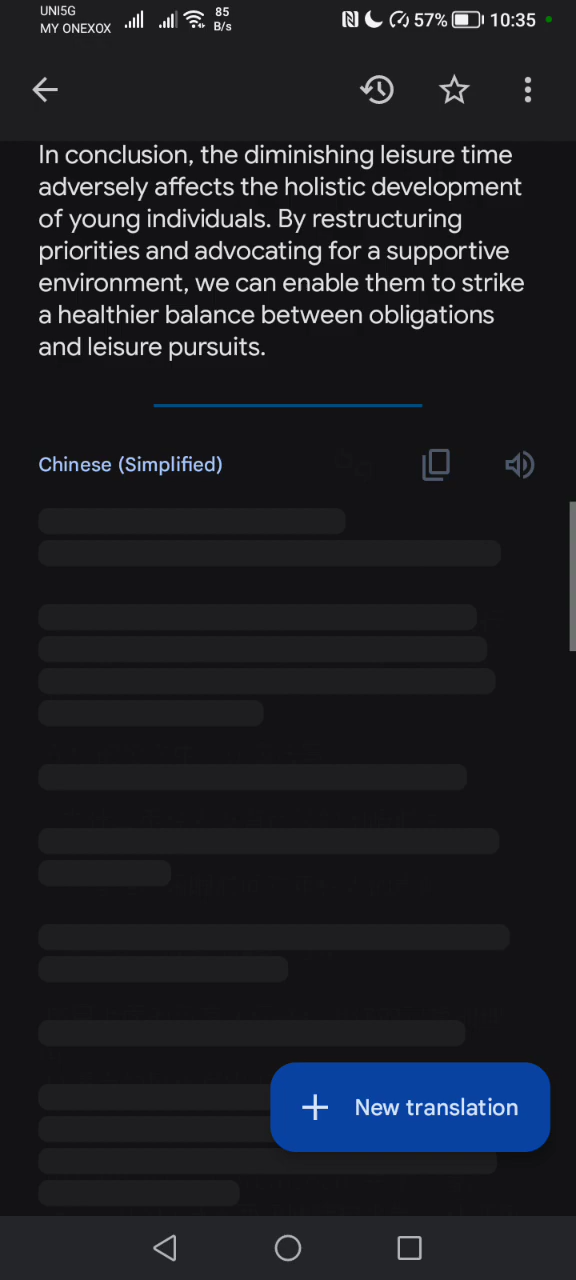 UNI5G
MY ONEXOX
85
B/s
57%
10:35
In conclusion, the diminishing leisure time
adversely affects the holistic development
of young individuals. By restructuring
priorities and advocating for a supportive
environment, we can enable them to strike
a healthier balance between obligations
and leisure pursuits.
Chinese (Simplified)
New translation